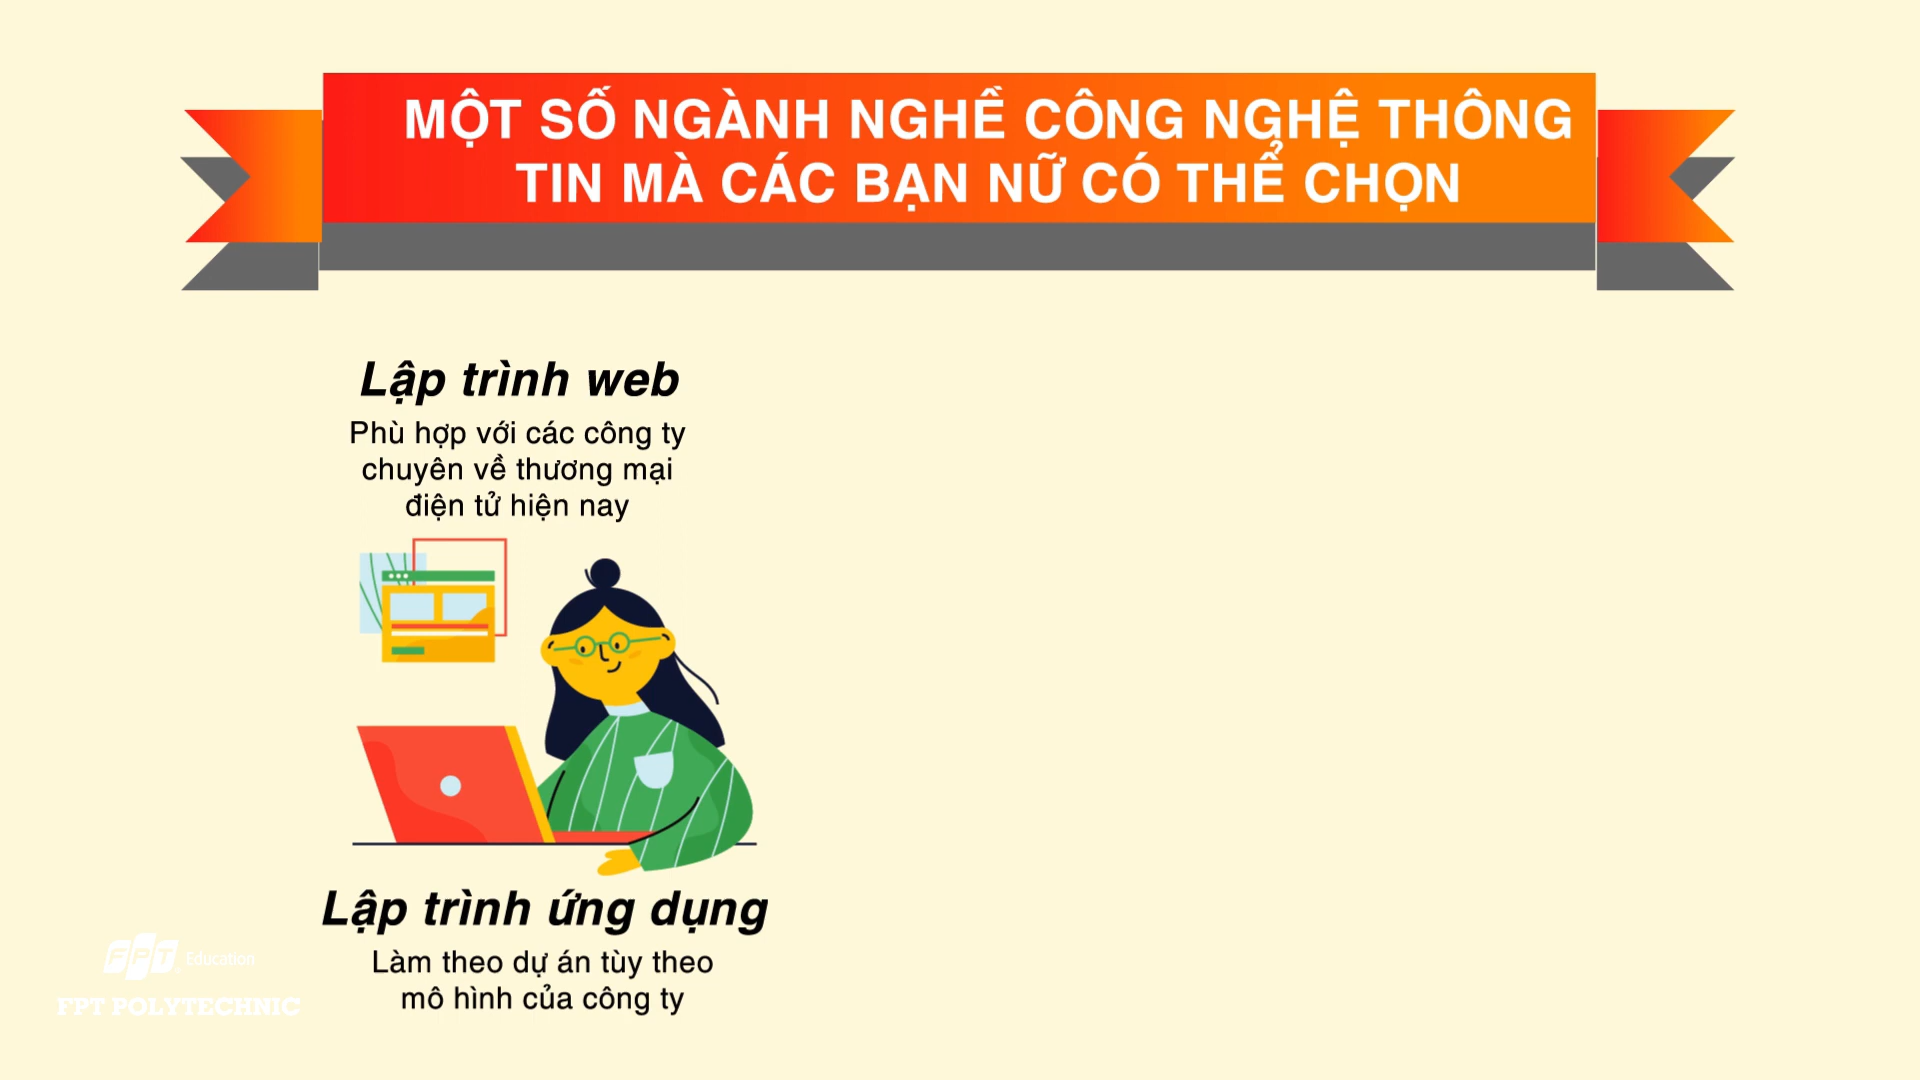 MỘT SỐ NGÀNH NGHỀ CÔNG NGHỆ THÔNG
TIN MÀ CÁC BẠN NỮ CÓ THỂ CHỌN
Lập trình web
Phù hợp với các công ty
chuyên về thương mại
điện tử hiện nay
Lập trình ứng dụng
Làm theo dự án tùy theo
mô hình của công ty
FPT Education
FPT POLYTECHNIC